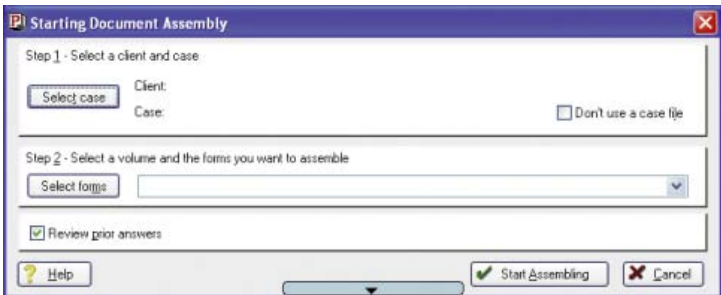 Starting Document Assembly
Step 1 - Select a client and case
Client:
Select case
Case:
Don't use a case file
Step 2 - Select a volume and the forms you want to assemble
Select forms
Review prior answers
Help
Start Assembling
Cancel